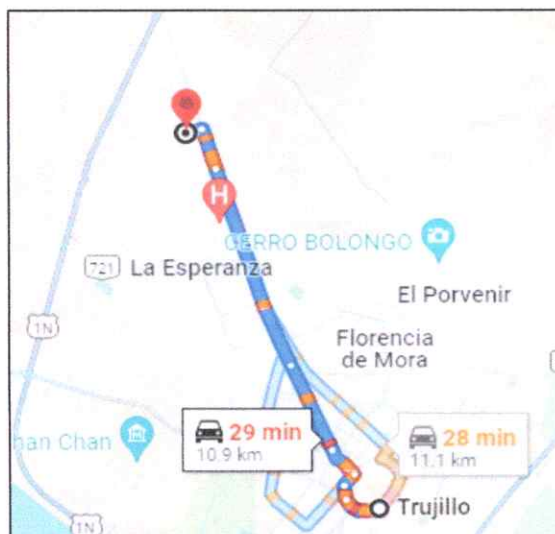 H
CERRO BOLONGO
721
La Esperanza
El Porvenir
1N
Florencia
de Mora
29 min
10.9 km
28 min
11.1 km
han Chan
Trujillo
1N